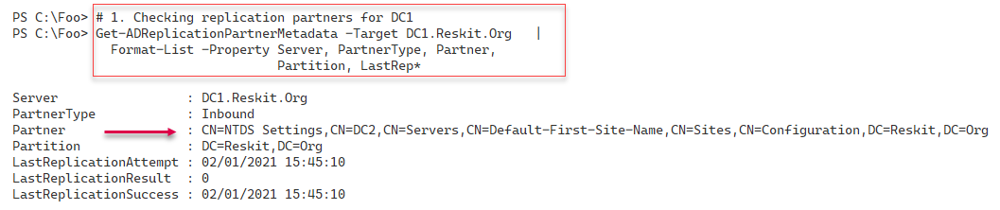 PS C:\Foo> # 1. Checking replication partners for DC1
PS C:\Foo> Get-ADReplicationPartnerMetadata -Target DC1.Reskit.Org   |
  Format-List -Property Server, PartnerType, Partner,
                        Partition, LastRep*
Server                 : DC1.Reskit.Org
PartnerType            : Inbound
Partner                : CN=NTDS Settings,CN=DC2,CN=Servers,CN=Default-First-Site-Name,CN=Sites,CN=Configuration,DC=Reskit,DC=Org
Partition              : DC=Reskit,DC=Org
LastReplicationAttempt : 02/01/2021 15:45:10
LastReplicationResult  : 0
LastReplicationSuccess : 02/01/2021 15:45:10